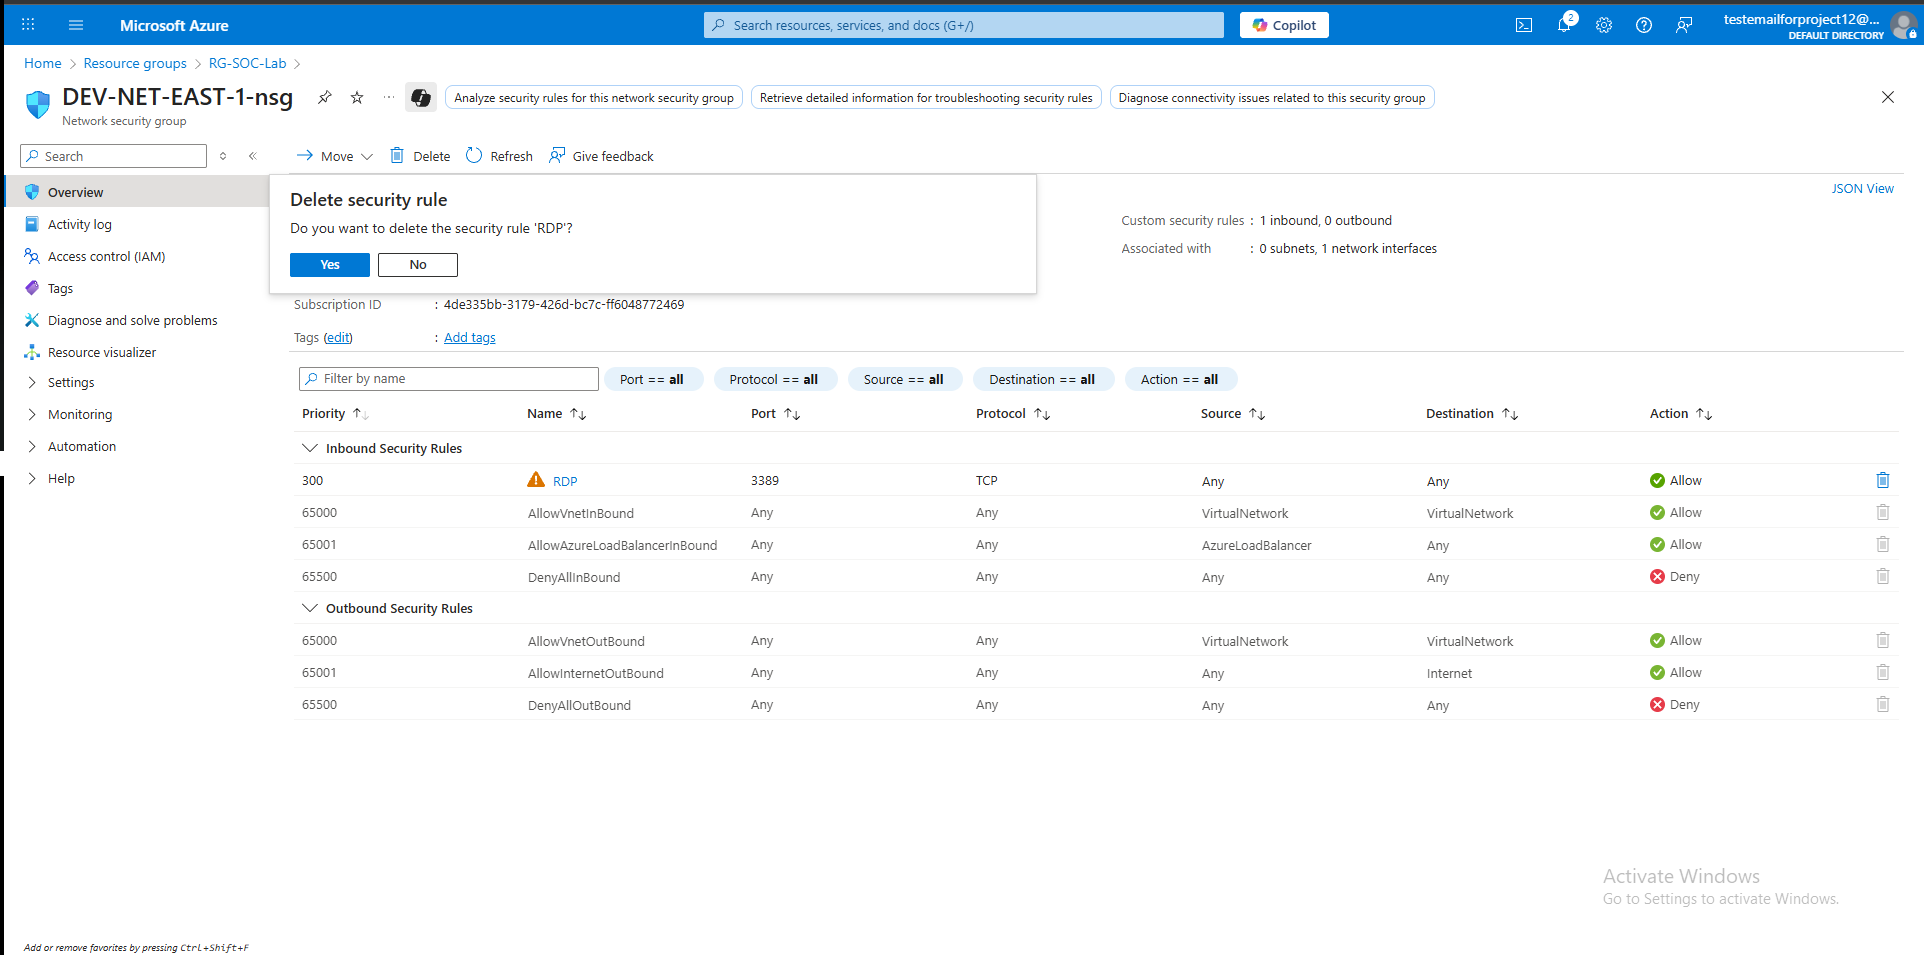 Microsoft Azure
Search resources, services, and docs (G+/)
Copilot
2
testemailforproject12@...
DEFAULT DIRECTORY
Home > Resource groups > RG-SOC-Lab >
DEV-NET-EAST-1-nsg
Network security group
Analyze security rules for this network security group
Retrieve detailed information for troubleshooting security rules
Diagnose connectivity issues related to this security group
Search
Move
Delete
Refresh
Give feedback
Overview
Activity log
Access control (IAM)
Tags
Diagnose and solve problems
Resource visualizer
Settings
Monitoring
Automation
Help
Delete security rule
Do you want to delete the security rule 'RDP'?
Yes
No
JSON View
Custom security rules : 1 inbound, 0 outbound
Associated with : 0 subnets, 1 network interfaces
Subscription ID : 4de335bb-3179-426d-bc7c-ff6048772469
Tags (edit) : Add tags
Filter by name
Port == all
Protocol == all
Source == all
Destination == all
Action == all
Priority Name Port Protocol Source Destination Action
Inbound Security Rules
300 RDP 3389 TCP Any Any Allow
65000 AllowVnetInBound Any Any VirtualNetwork VirtualNetwork Allow
65001 AllowAzureLoadBalancerInBound Any Any AzureLoadBalancer Any Allow
65500 DenyAllInBound Any Any Any Any Deny
Outbound Security Rules
65000 AllowVnetOutBound Any Any VirtualNetwork VirtualNetwork Allow
65001 AllowInternetOutBound Any Any Any Internet Allow
65500 DenyAllOutBound Any Any Any Any Deny
Activate Windows
Go to Settings to activate Windows.
Add or remove favorites by pressing Ctrl+Shift+F